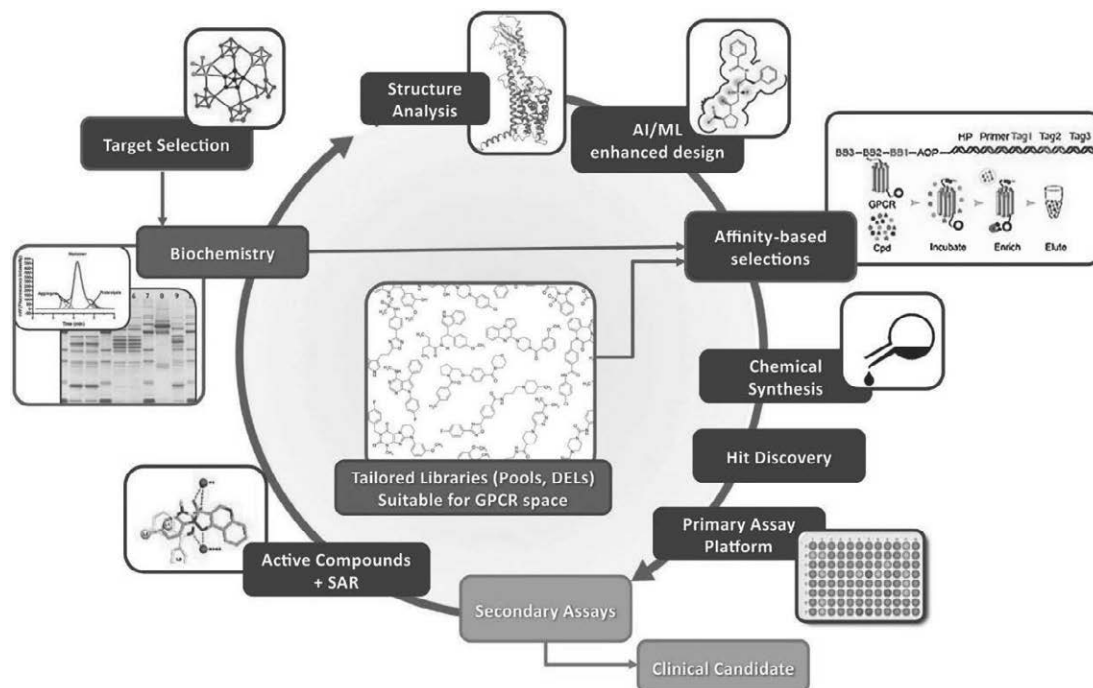 Structure
Analysis
Target Selection
AI/ML
enhanced design
HP Primer Tag1 Tag2 Tag3
BB3-BB2-BB1-AOP
GPCR
Cpd
Incubate
Enrich
Elute
Biochemistry
Affinity-based
selections
Chemical
Synthesis
Hit Discovery
Tailored Libraries (Pools, DELs)
Suitable for GPCR space
Primary Assay
Platform
Active Compounds
+ SAR
Secondary Assays
Clinical Candidate